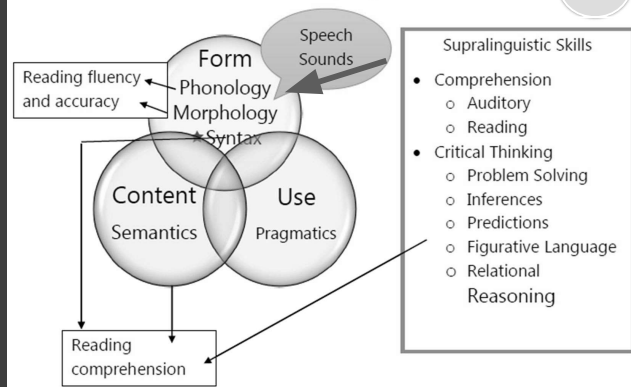 Speech
Sounds
Form
Phonology
Morphology
Syntax
Reading fluency
and accuracy
Content
Semantics
Use
Pragmatics
Reading
comprehension
Supralinguistic Skills
• Comprehension
o Auditory
o Reading
• Critical Thinking
o Problem Solving
o Inferences
o Predictions
o Figurative Language
o Relational
Reasoning